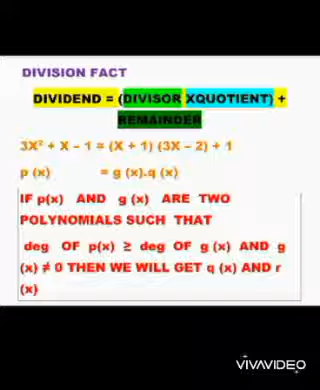 DIVISION FACT
DIVIDEND = (DIVISOR XQUOTIENT) +
REMAINDER
3X² + X – 1 = (X + 1) (3X – 2) + 1
p (x) = g (x).q (x)
IF p(x) AND g (x) ARE TWO
POLYNOMIALS SUCH THAT
deg OF p(x) ≥ deg OF g (x) AND g
(x) ≠ 0 THEN WE WILL GET q (x) AND r
(x)
VIVAVIDEO